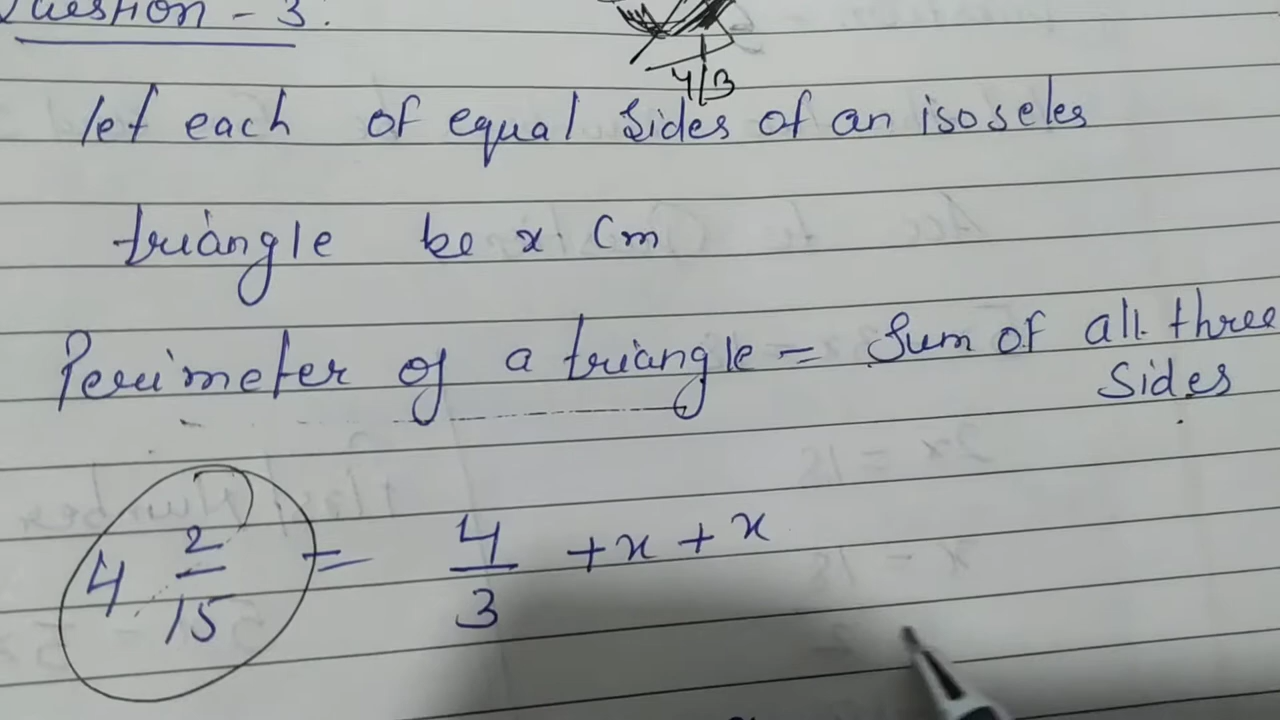 Question - 3.
4/3
let each of equal sides of an isoseles
triangle be x cm
Perimeter of a triangle = Sum of all three
Sides
4 2/15 = 4/3 + x + x